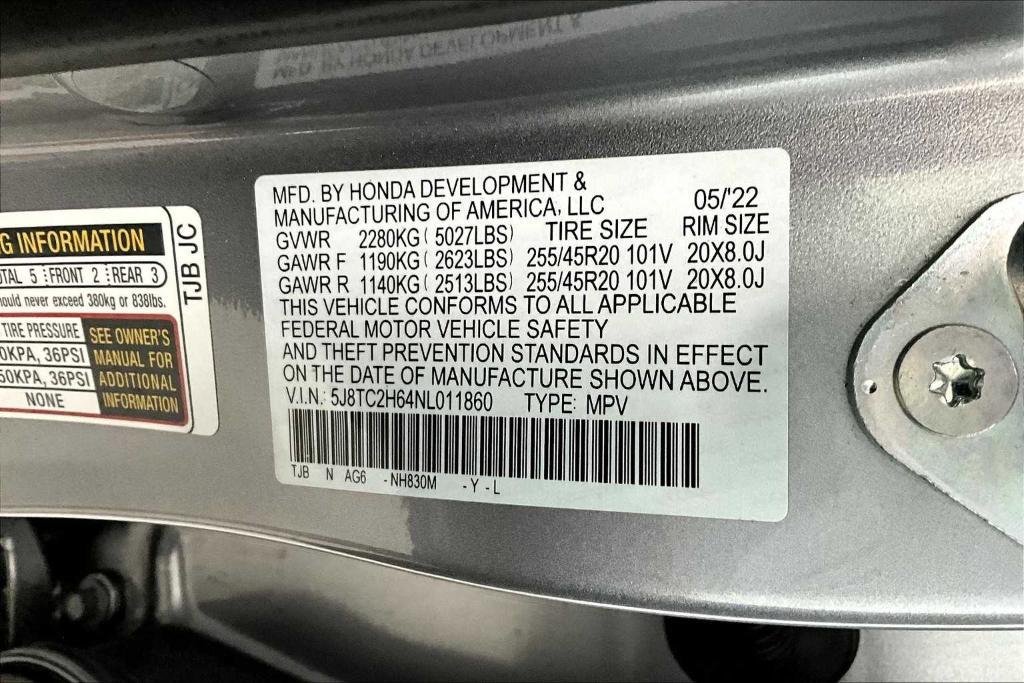 MFD. BY HONDA DEVELOPMENT &
MANUFACTURING OF AMERICA, LLC 05/'22
GVWR 2280KG( 5027LBS) TIRE SIZE RIM SIZE
GAWR F 1190KG( 2623LBS) 255/45R20 101V 20X8.0J
GAWR R 1140KG( 2513LBS) 255/45R20 101V 20X8.0J
THIS VEHICLE CONFORMS TO ALL APPLICABLE
FEDERAL MOTOR VEHICLE SAFETY
AND THEFT PREVENTION STANDARDS IN EFFECT
ON THE DATE OF MANUFACTURE SHOWN ABOVE.
V.I.N.: 5J8TC2H64NL011860 TYPE: MPV
TJB N AG6 -NH830M -Y-L
INFORMATION
5 FRONT 2 REAR 3
should never exceed 380kg or 838lbs.
TIRE PRESSURE
KPA, 36PSI
50KPA, 36PSI
NONE
SEE OWNER'S
MANUAL FOR
ADDITIONAL
INFORMATION
TJB JC